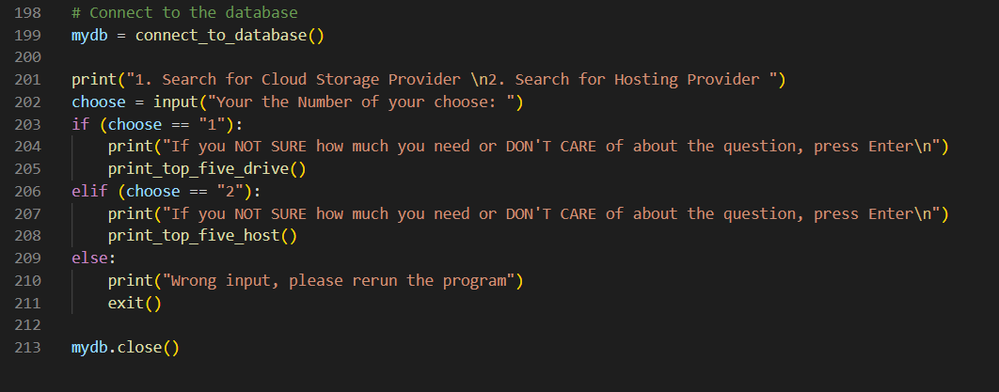 198 # Connect to the database
199 mydb = connect_to_database()
200
201 print("1. Search for Cloud Storage Provider \n2. Search for Hosting Provider ")
202 choose = input("Your the Number of your choose: ")
203 if (choose == "1"):
204     print("If you NOT SURE how much you need or DON'T CARE of about the question, press Enter\n")
205     print_top_five_drive()
206 elif (choose == "2"):
207     print("If you NOT SURE how much you need or DON'T CARE of about the question, press Enter\n")
208     print_top_five_host()
209 else:
210     print("Wrong input, please rerun the program")
211     exit()
212
213 mydb.close()